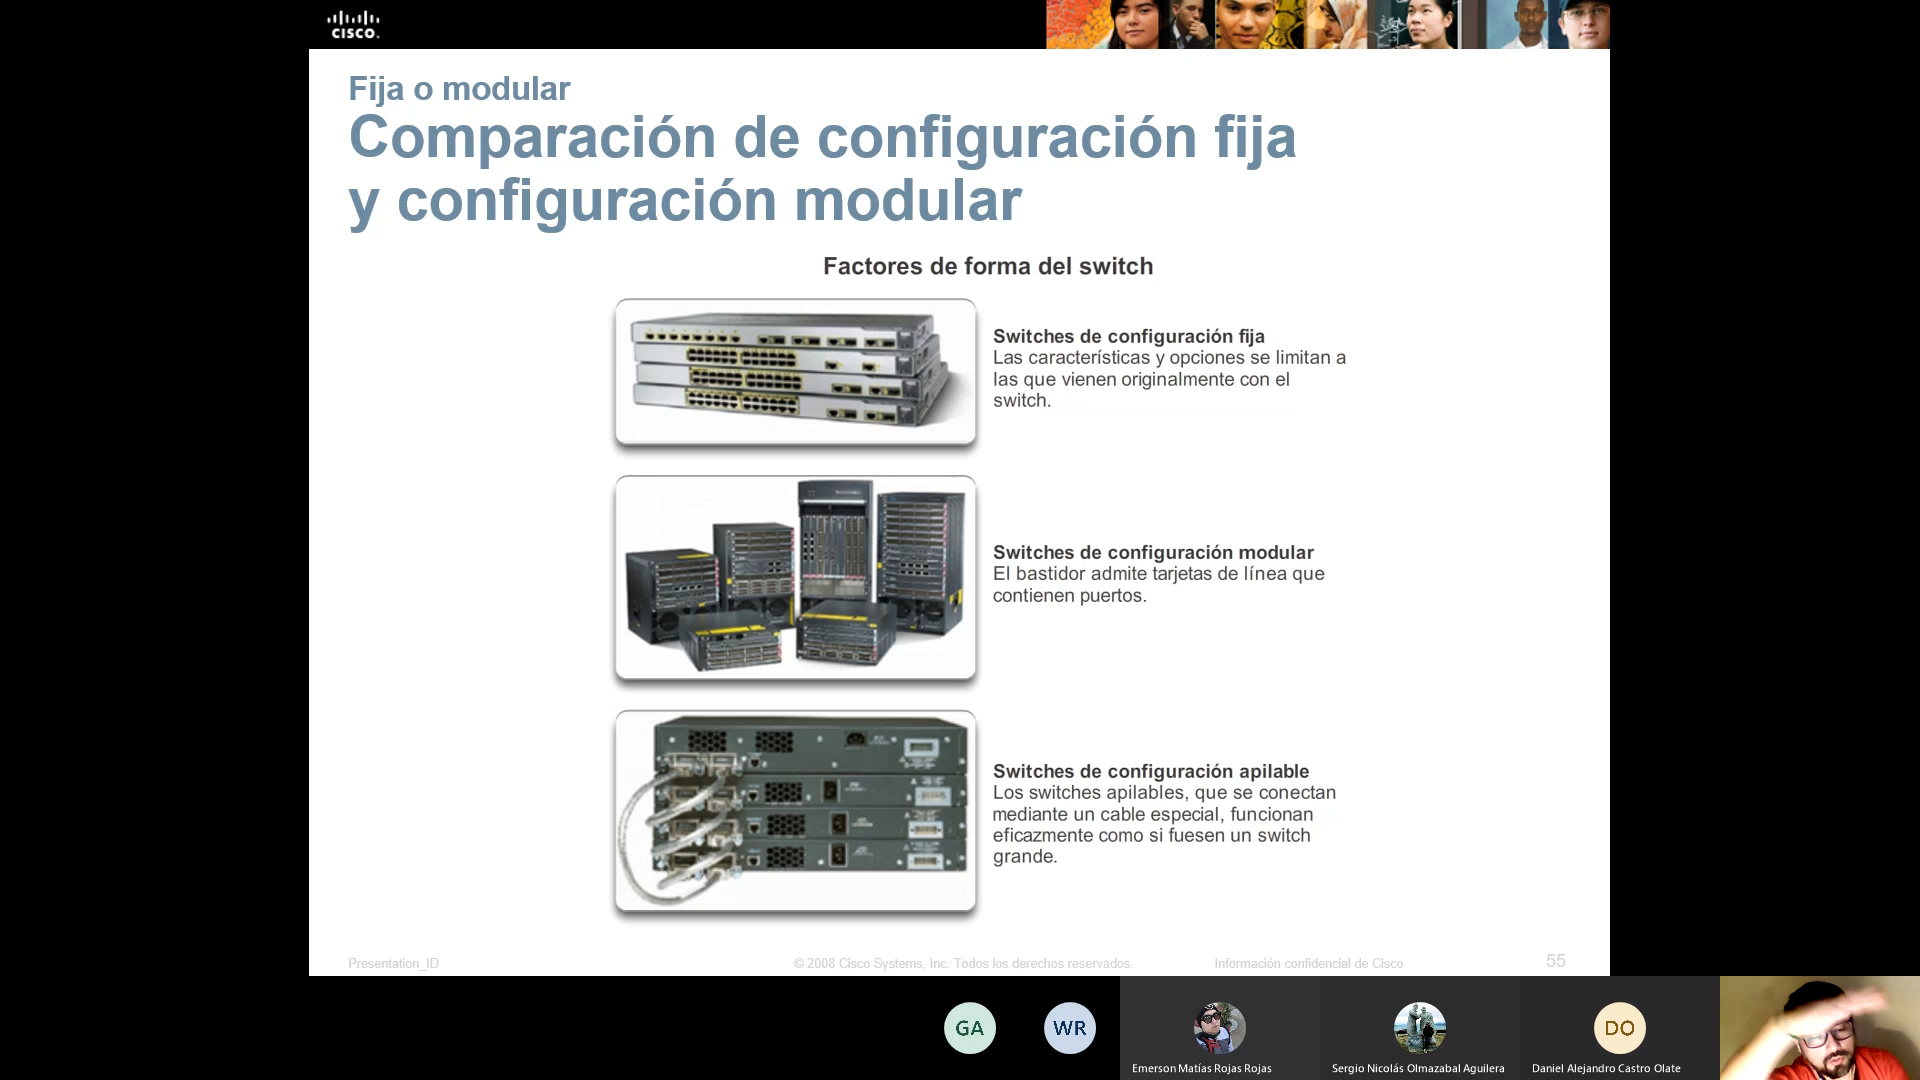 CISCO.
Fija o modular
Comparación de configuración fija
y configuración modular
Factores de forma del switch
Switches de configuración fija
Las características y opciones se limitan a
las que vienen originalmente con el
switch.
Switches de configuración modular
El bastidor admite tarjetas de línea que
contienen puertos.
Switches de configuración apilable
Los switches apilables, que se conectan
mediante un cable especial, funcionan
eficazmente como si fuesen un switch
grande.
Presentation_ID
© 2008 Cisco Systems, Inc. Todos los derechos reservados.
Información confidencial de Cisco
55
GA
WR
DO
Emerson Matías Rojas Rojas
Sergio Nicolás Olmazabal Aguilera
Daniel Alejandro Castro Olate